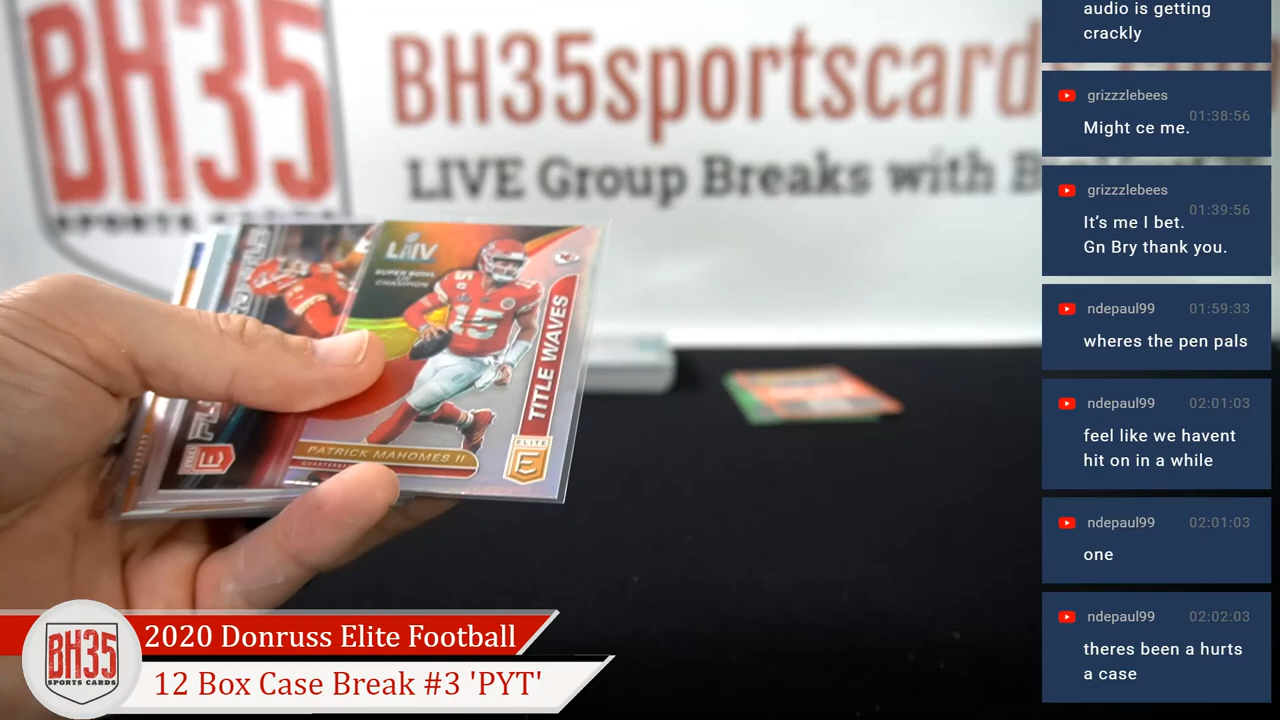 BH35
SPORTS CARDS
BH35sportscard
LIVE Group Breaks with
LIV
SUPER BOWL
LIV
CHAMPION
15
TITLE WAVES
PATRICK MAHOMES II
ELITE
E
2020 Donruss Elite Football
12 Box Case Break #3 'PYT'
BH35
SPORTS CARDS
audio is getting
crackly
grizzzlebees
01:38:56
Might ce me.
grizzzlebees
01:39:56
It's me I bet.
Gn Bry thank you.
ndepaul99 01:59:33
wheres the pen pals
ndepaul99 02:01:03
feel like we havent
hit on in a while
ndepaul99 02:01:03
one
ndepaul99 02:02:03
theres been a hurts
a case